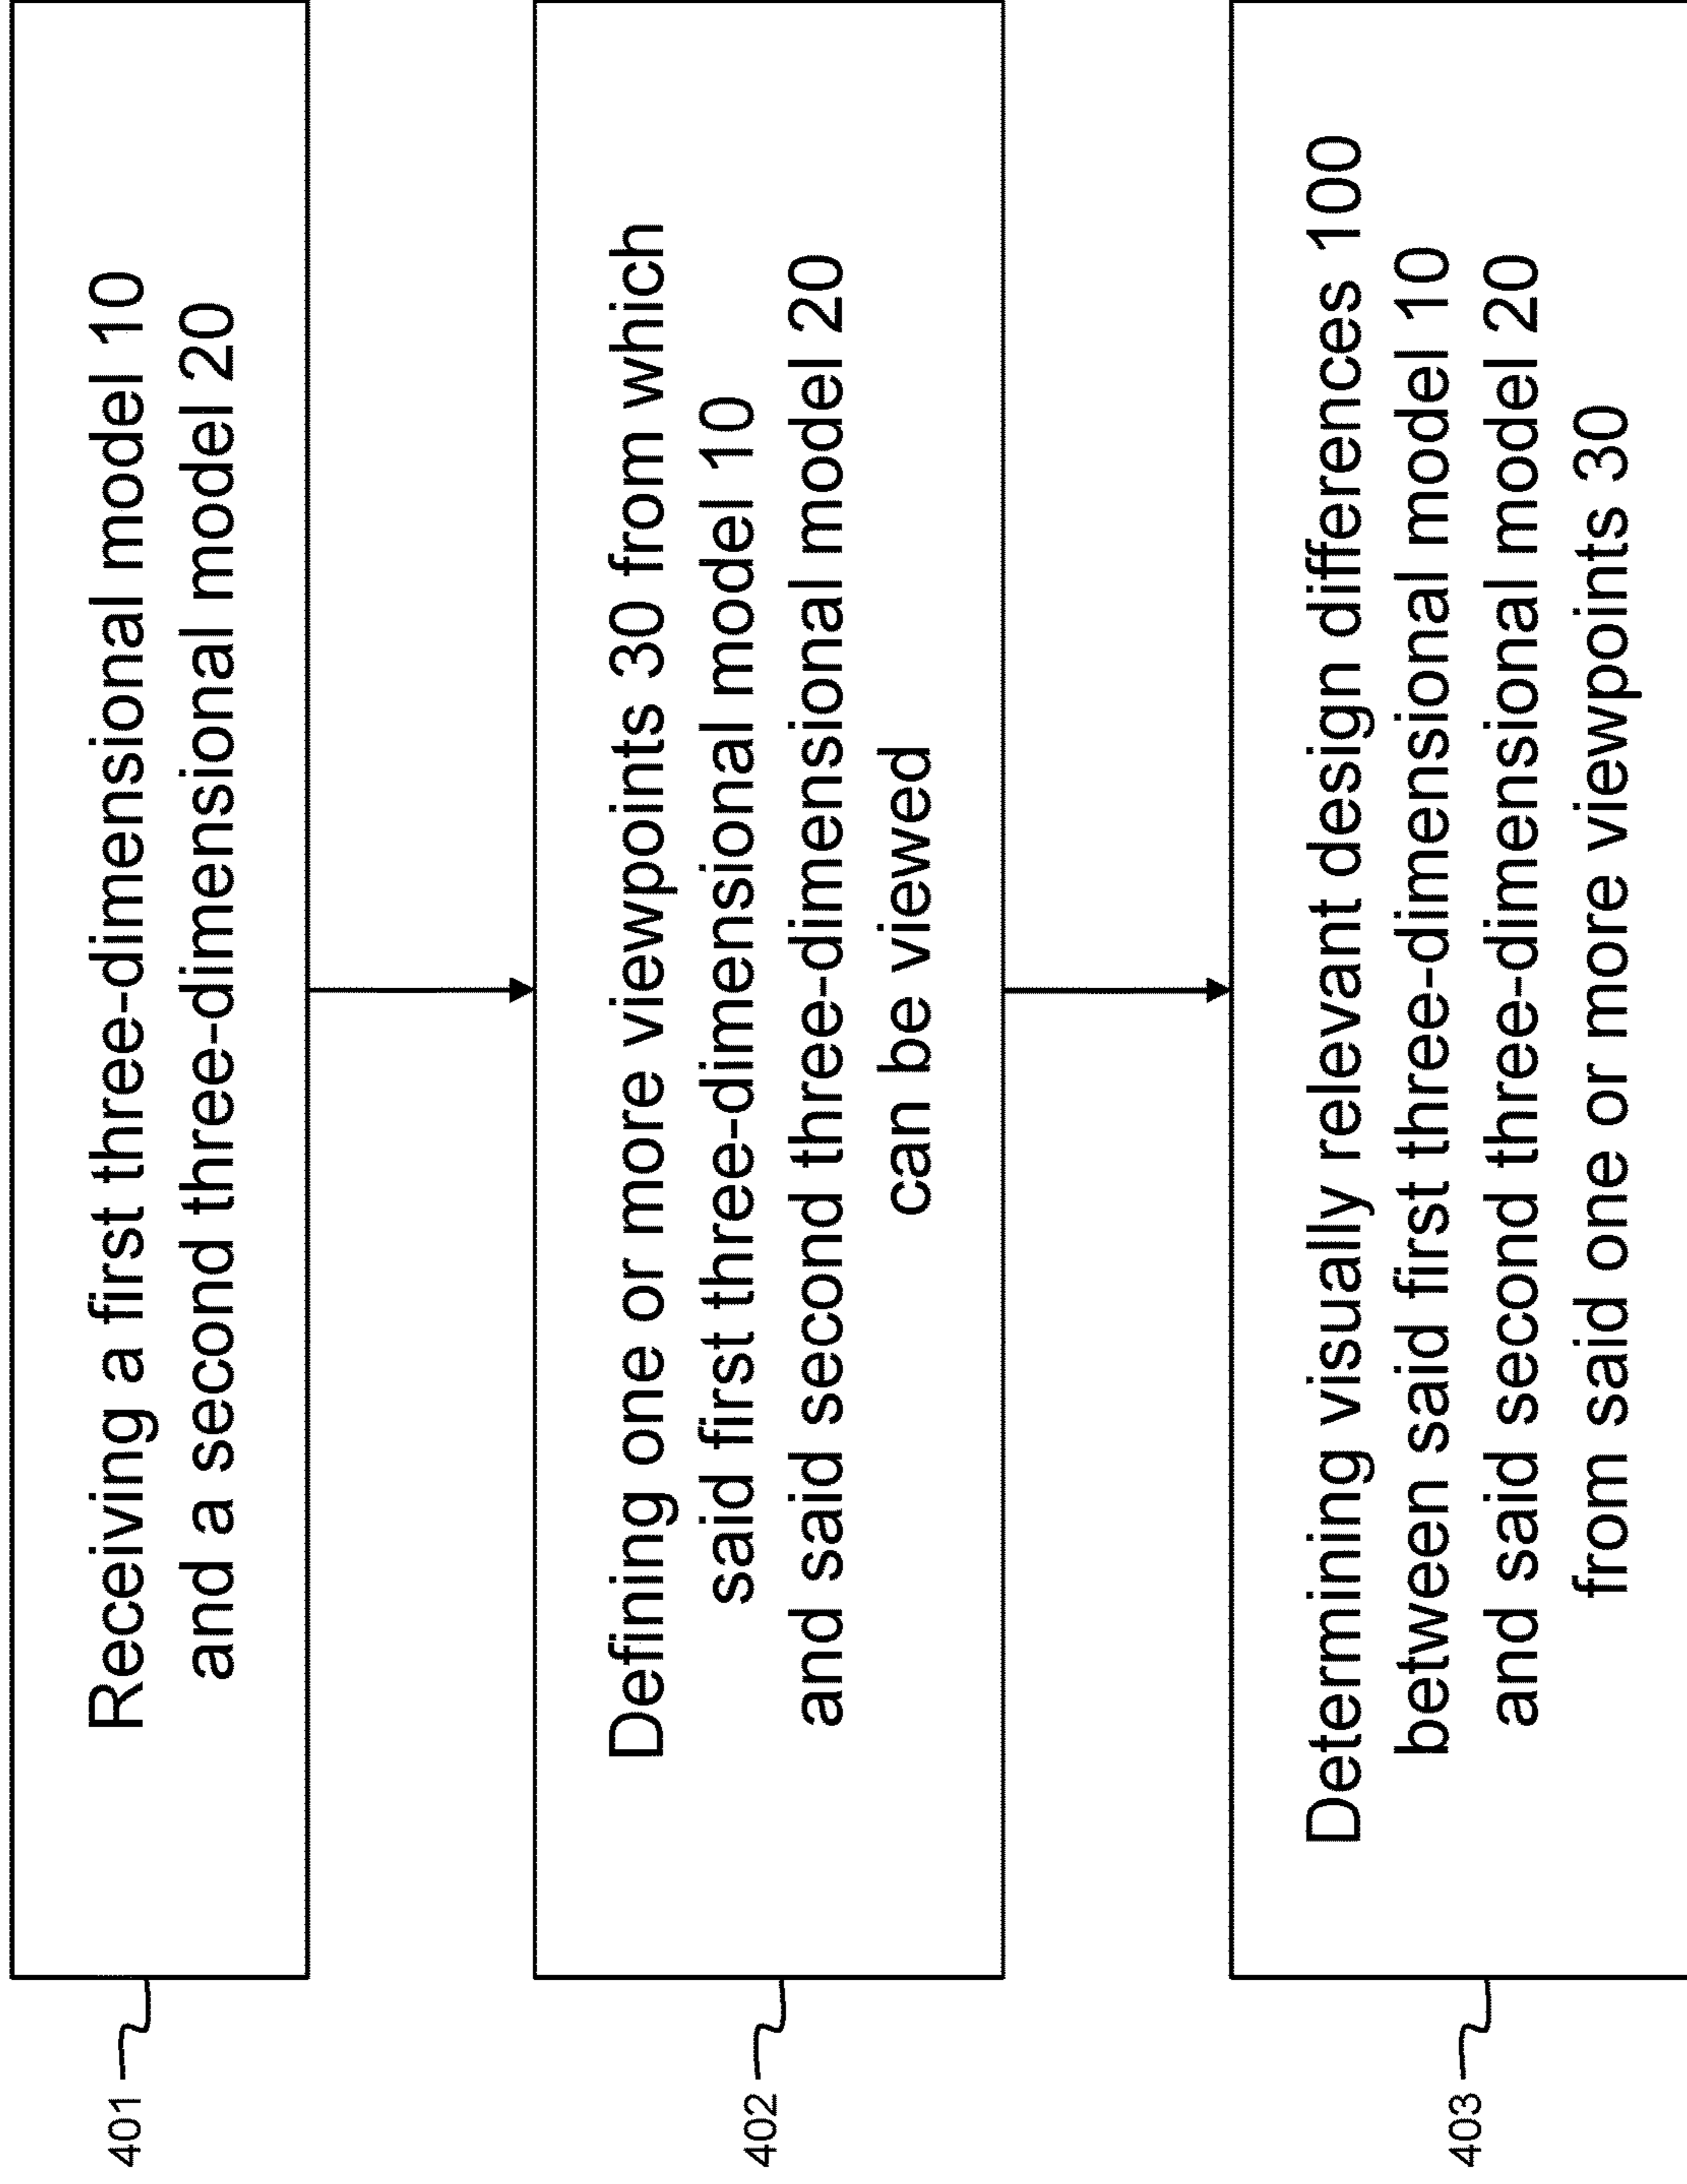 401
Receiving a first three-dimensional model 10
and a second three-dimensional model 20
402
Defining one or more viewpoints 30 from which
said first three-dimensional model 10
and said second three-dimensional model 20
can be viewed
403
Determining visually relevant design differences 100
between said first three-dimensional model 10
and said second three-dimensional model 20
from said one or more viewpoints 30